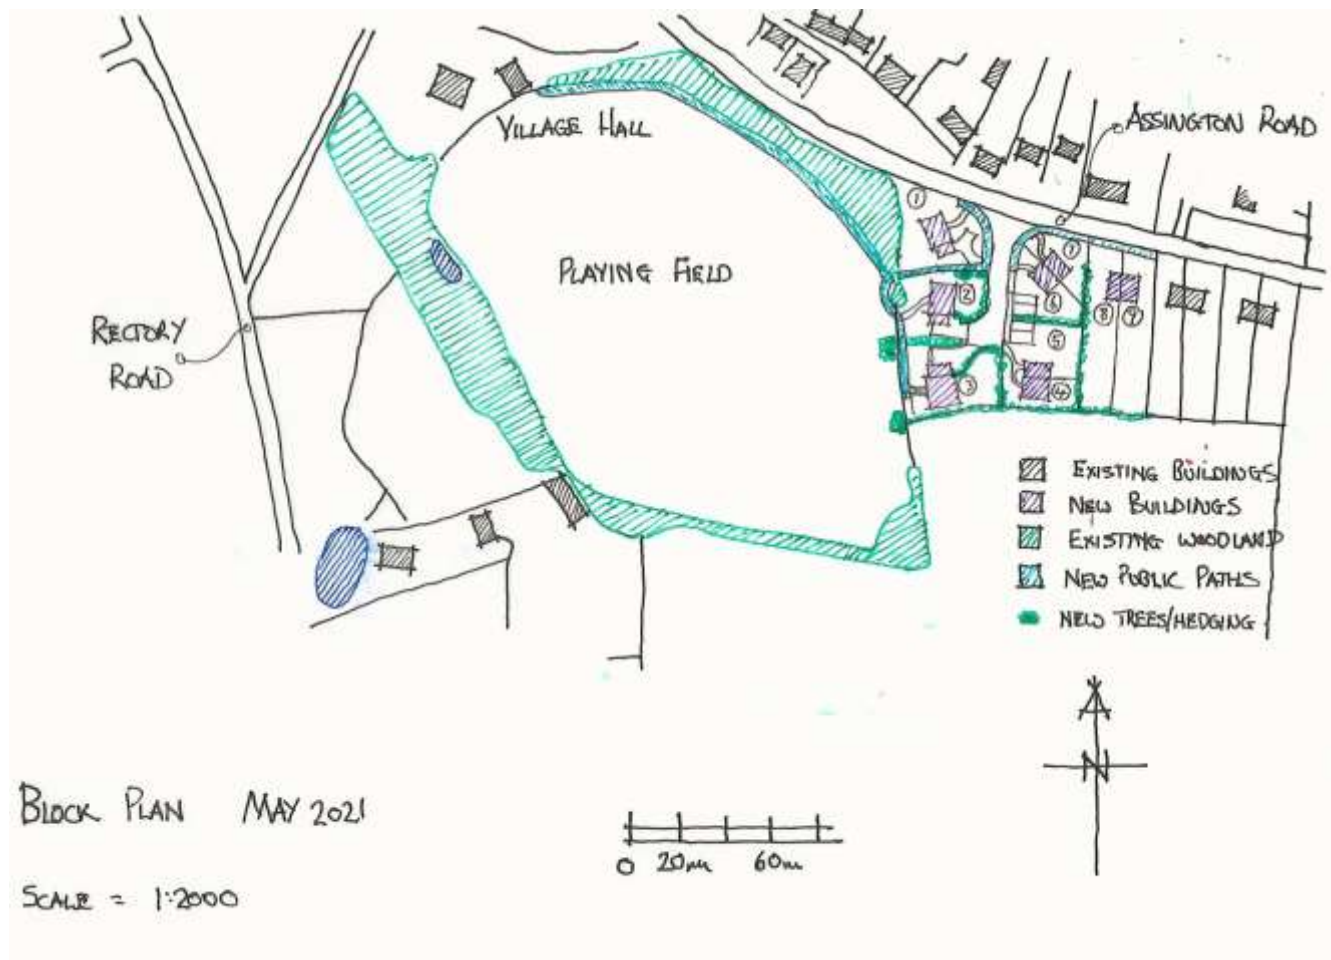 VILLAGE HALL
ASSINGTON ROAD
PLAYING FIELD
RECTORY
ROAD
1
2
3
4
5
6
7
8
9
EXISTING BUILDINGS
NEW BUILDINGS
EXISTING WOODLAND
NEW PUBLIC PATHS
NEW TREES/HEDGING
N
BLOCK PLAN MAY 2021
0 20m 60m
SCALE = 1:2000